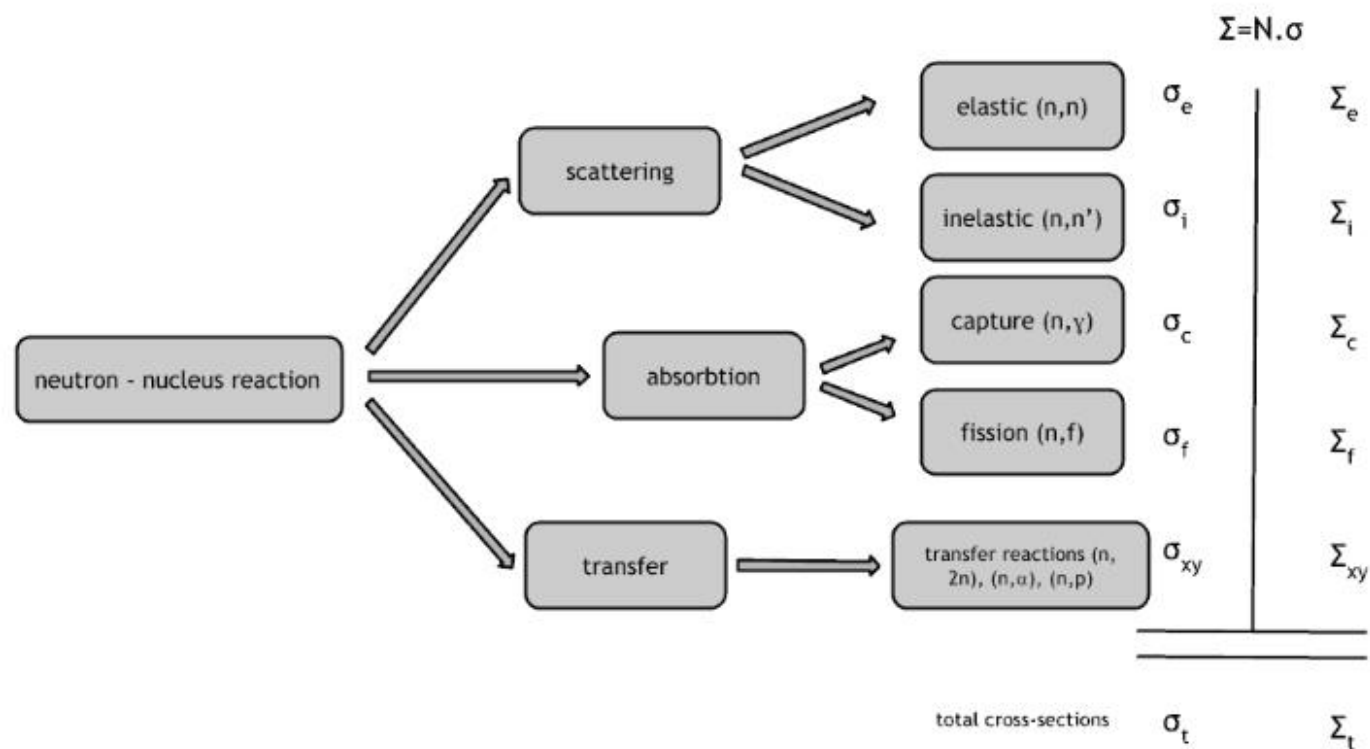 Σ=N.σ
elastic (n,n)
σe
Σe
scattering
inelastic (n,n’)
σi
Σi
capture (n,γ)
σc
Σc
neutron - nucleus reaction
absorbtion
fission (n,f)
σf
Σf
transfer
transfer reactions (n,
2n), (n,α), (n,p)
σxy
Σxy
total cross-sections
σt
Σt